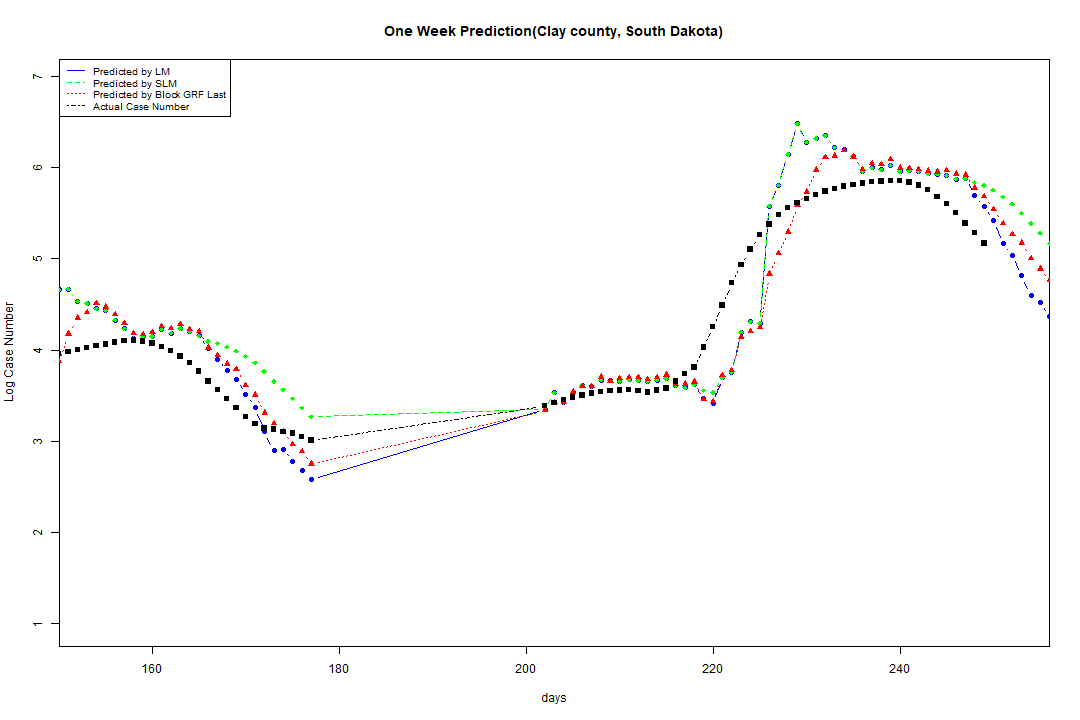 One Week Prediction(Clay county, South Dakota)
Predicted by LM
Predicted by SLM
Predicted by Block GRF Last
Actual Case Number
7
6
5
4
3
2
1
Log Case Number
160 180 200 220 240
days